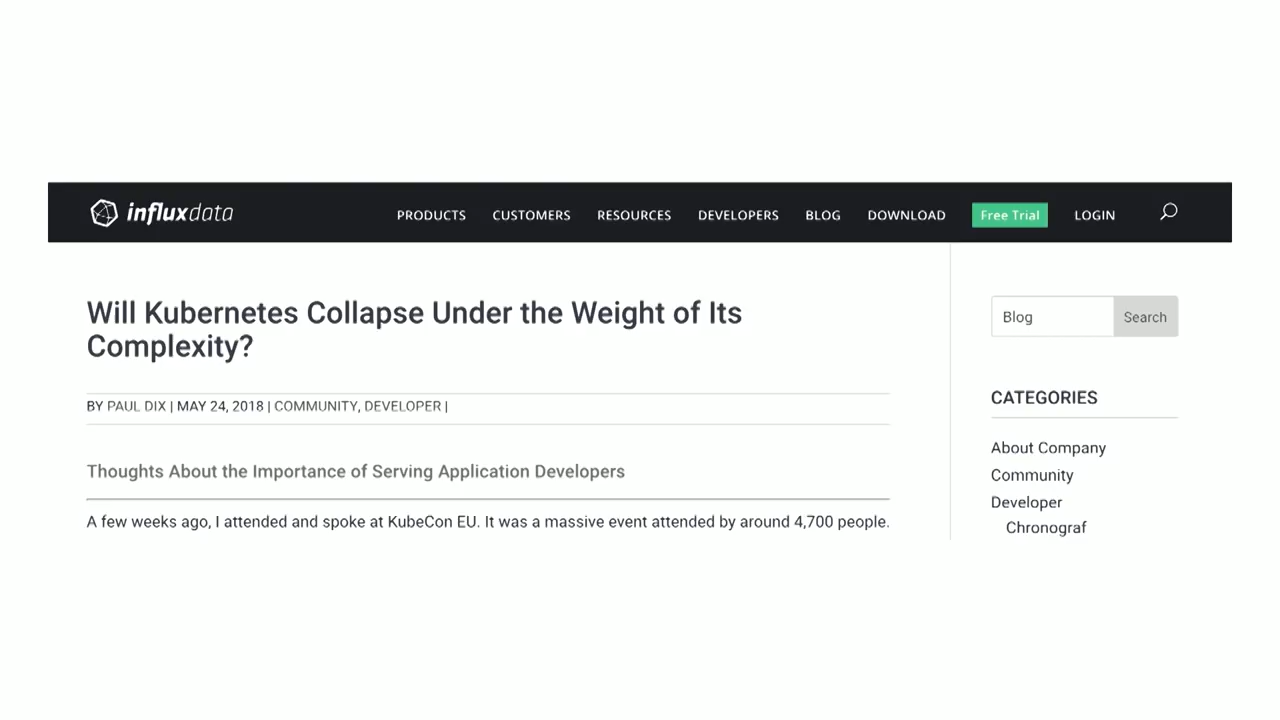 influxdata PRODUCTS CUSTOMERS RESOURCES DEVELOPERS BLOG DOWNLOAD Free Trial LOGIN
Will Kubernetes Collapse Under the Weight of Its
Complexity?
BY PAUL DIX | MAY 24, 2018 | COMMUNITY, DEVELOPER |
Thoughts About the Importance of Serving Application Developers
A few weeks ago, I attended and spoke at KubeCon EU. It was a massive event attended by around 4,700 people.
Blog Search
CATEGORIES
About Company
Community
Developer
Chronograf